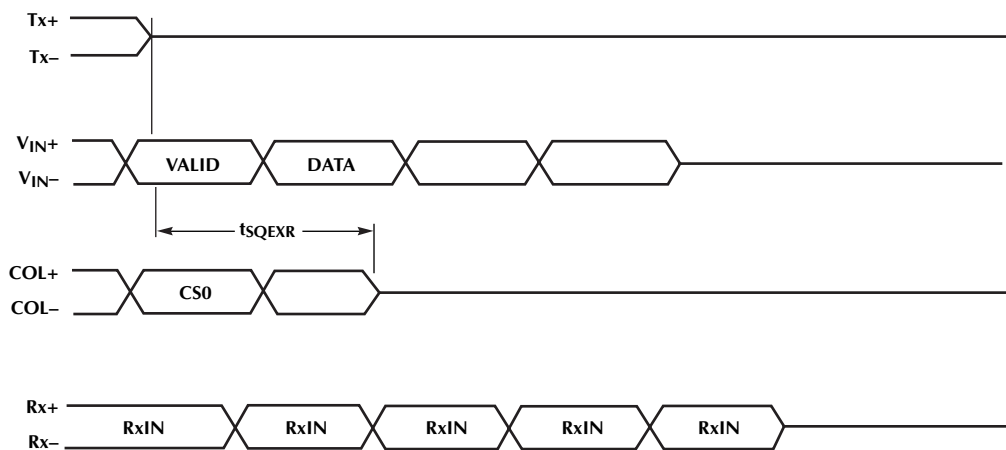 Tx+
Tx–
VIN+
VIN–
VALID
DATA
tSQEXR
COL+
COL–
CS0
Rx+
Rx–
RxIN
RxIN
RxIN
RxIN
RxIN